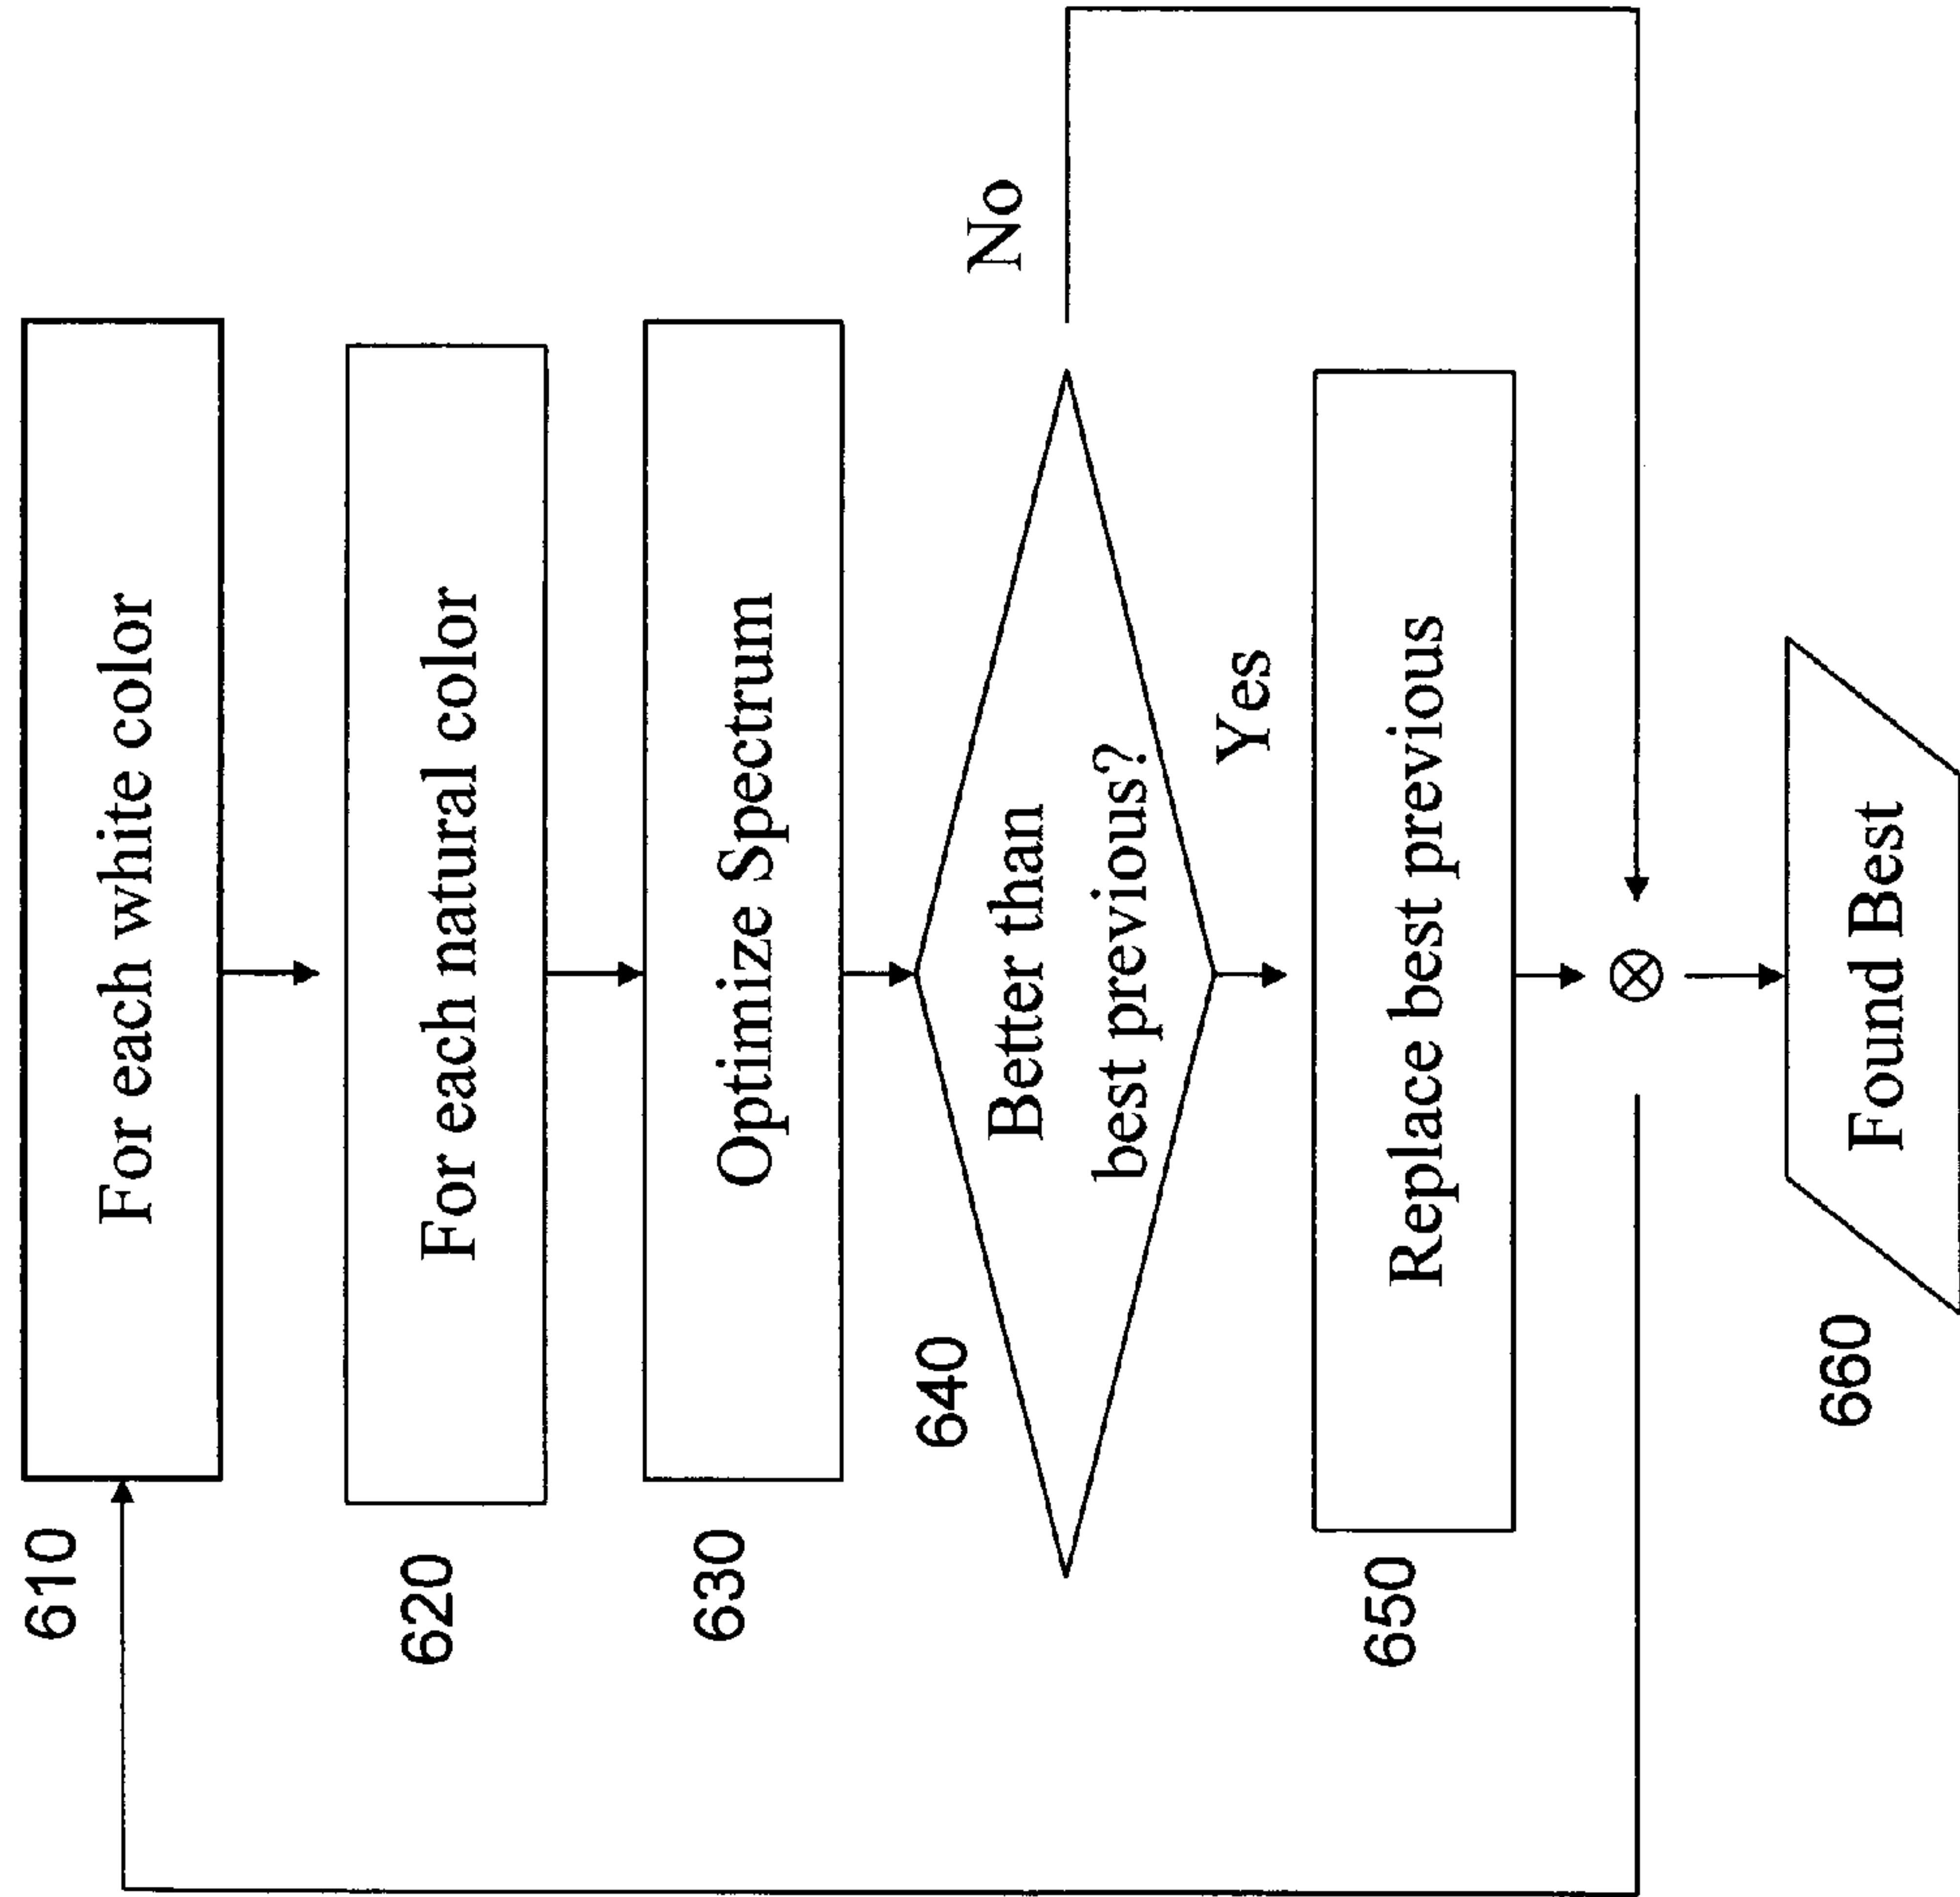 610
For each white color
620
For each natural color
630
Optimize Spectrum
640
Better than
best previous?
No
Yes
650
Replace best previous
660
Found Best